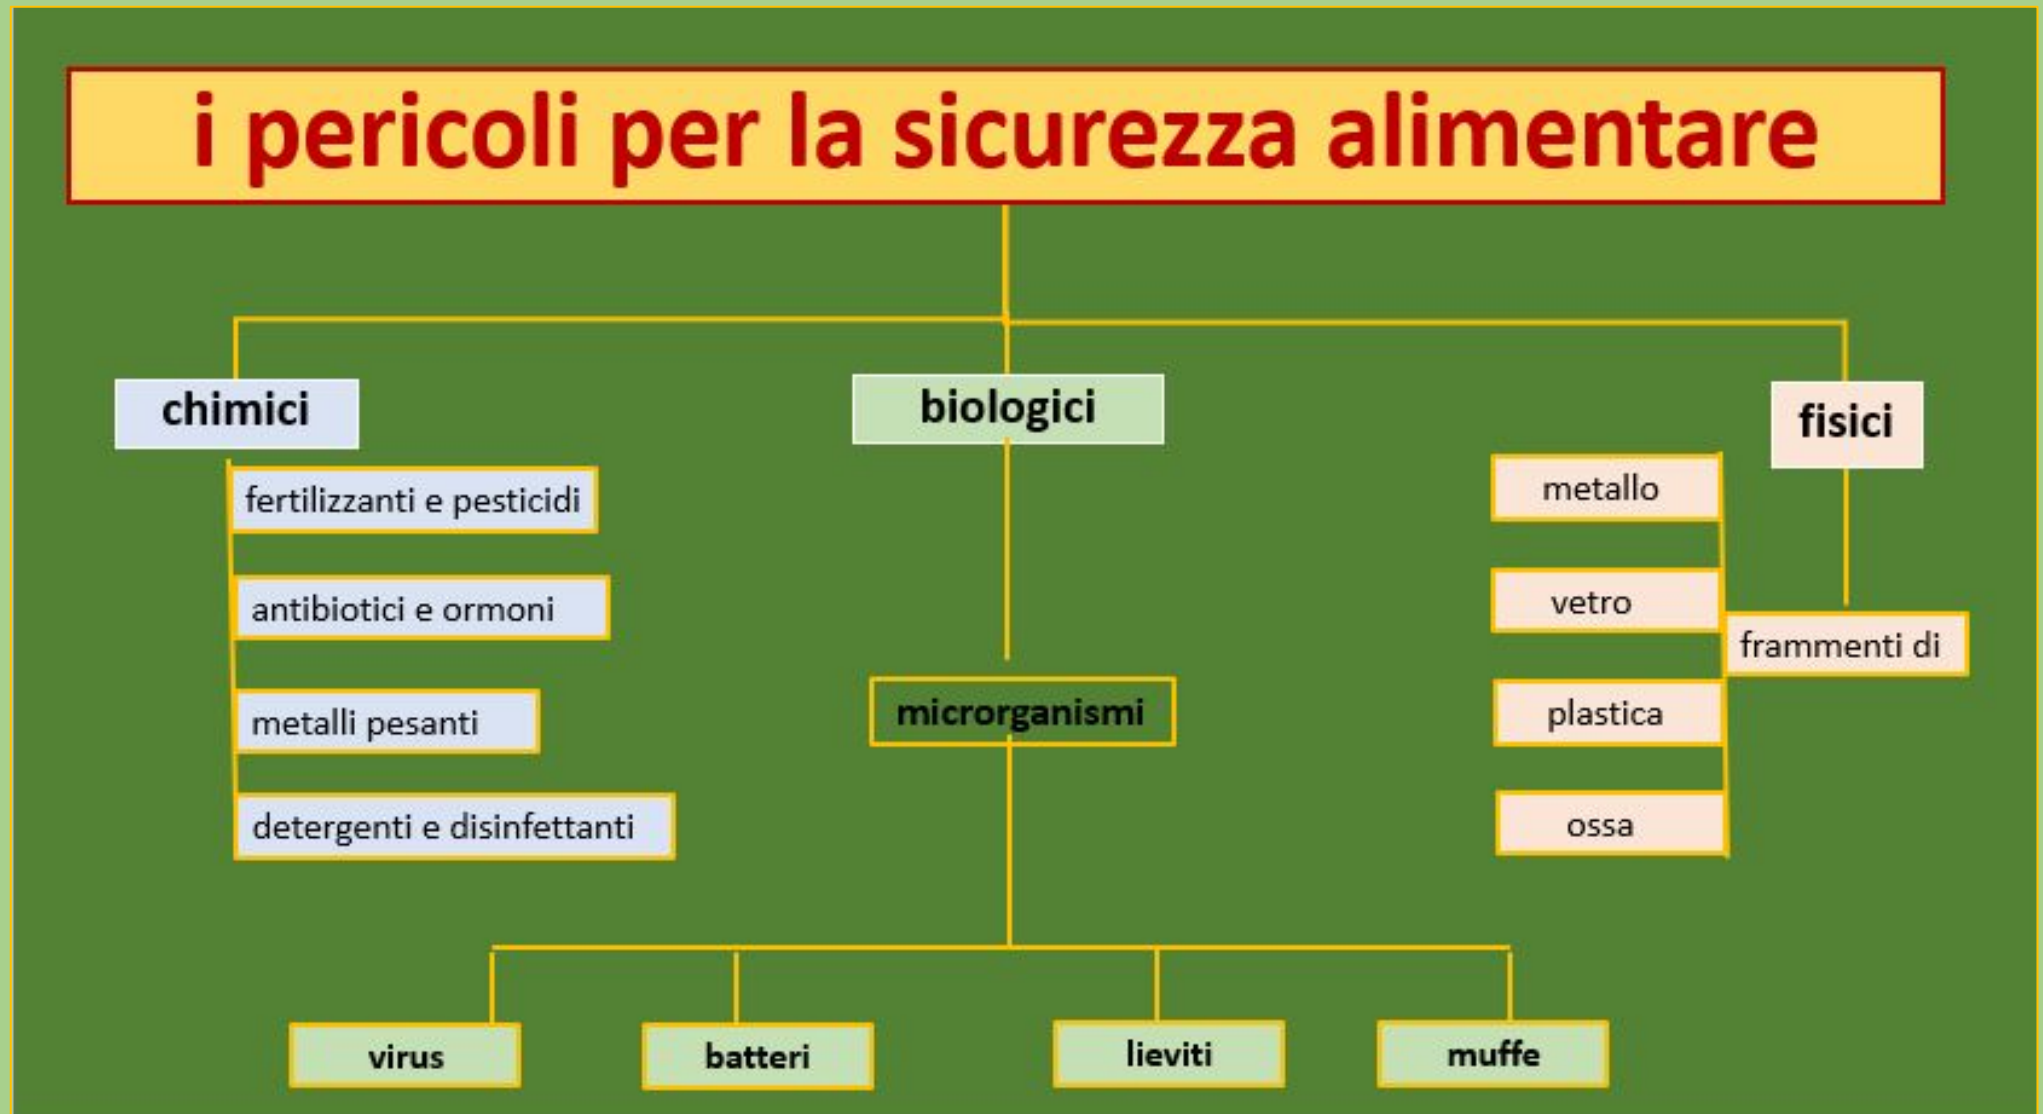 i pericoli per la sicurezza alimentare
chimici
fertilizzanti e pesticidi
antibiotici e ormoni
metalli pesanti
detergenti e disinfettanti
biologici
microrganismi
virus
batteri
lieviti
muffe
fisici
frammenti di
metallo
vetro
plastica
ossa